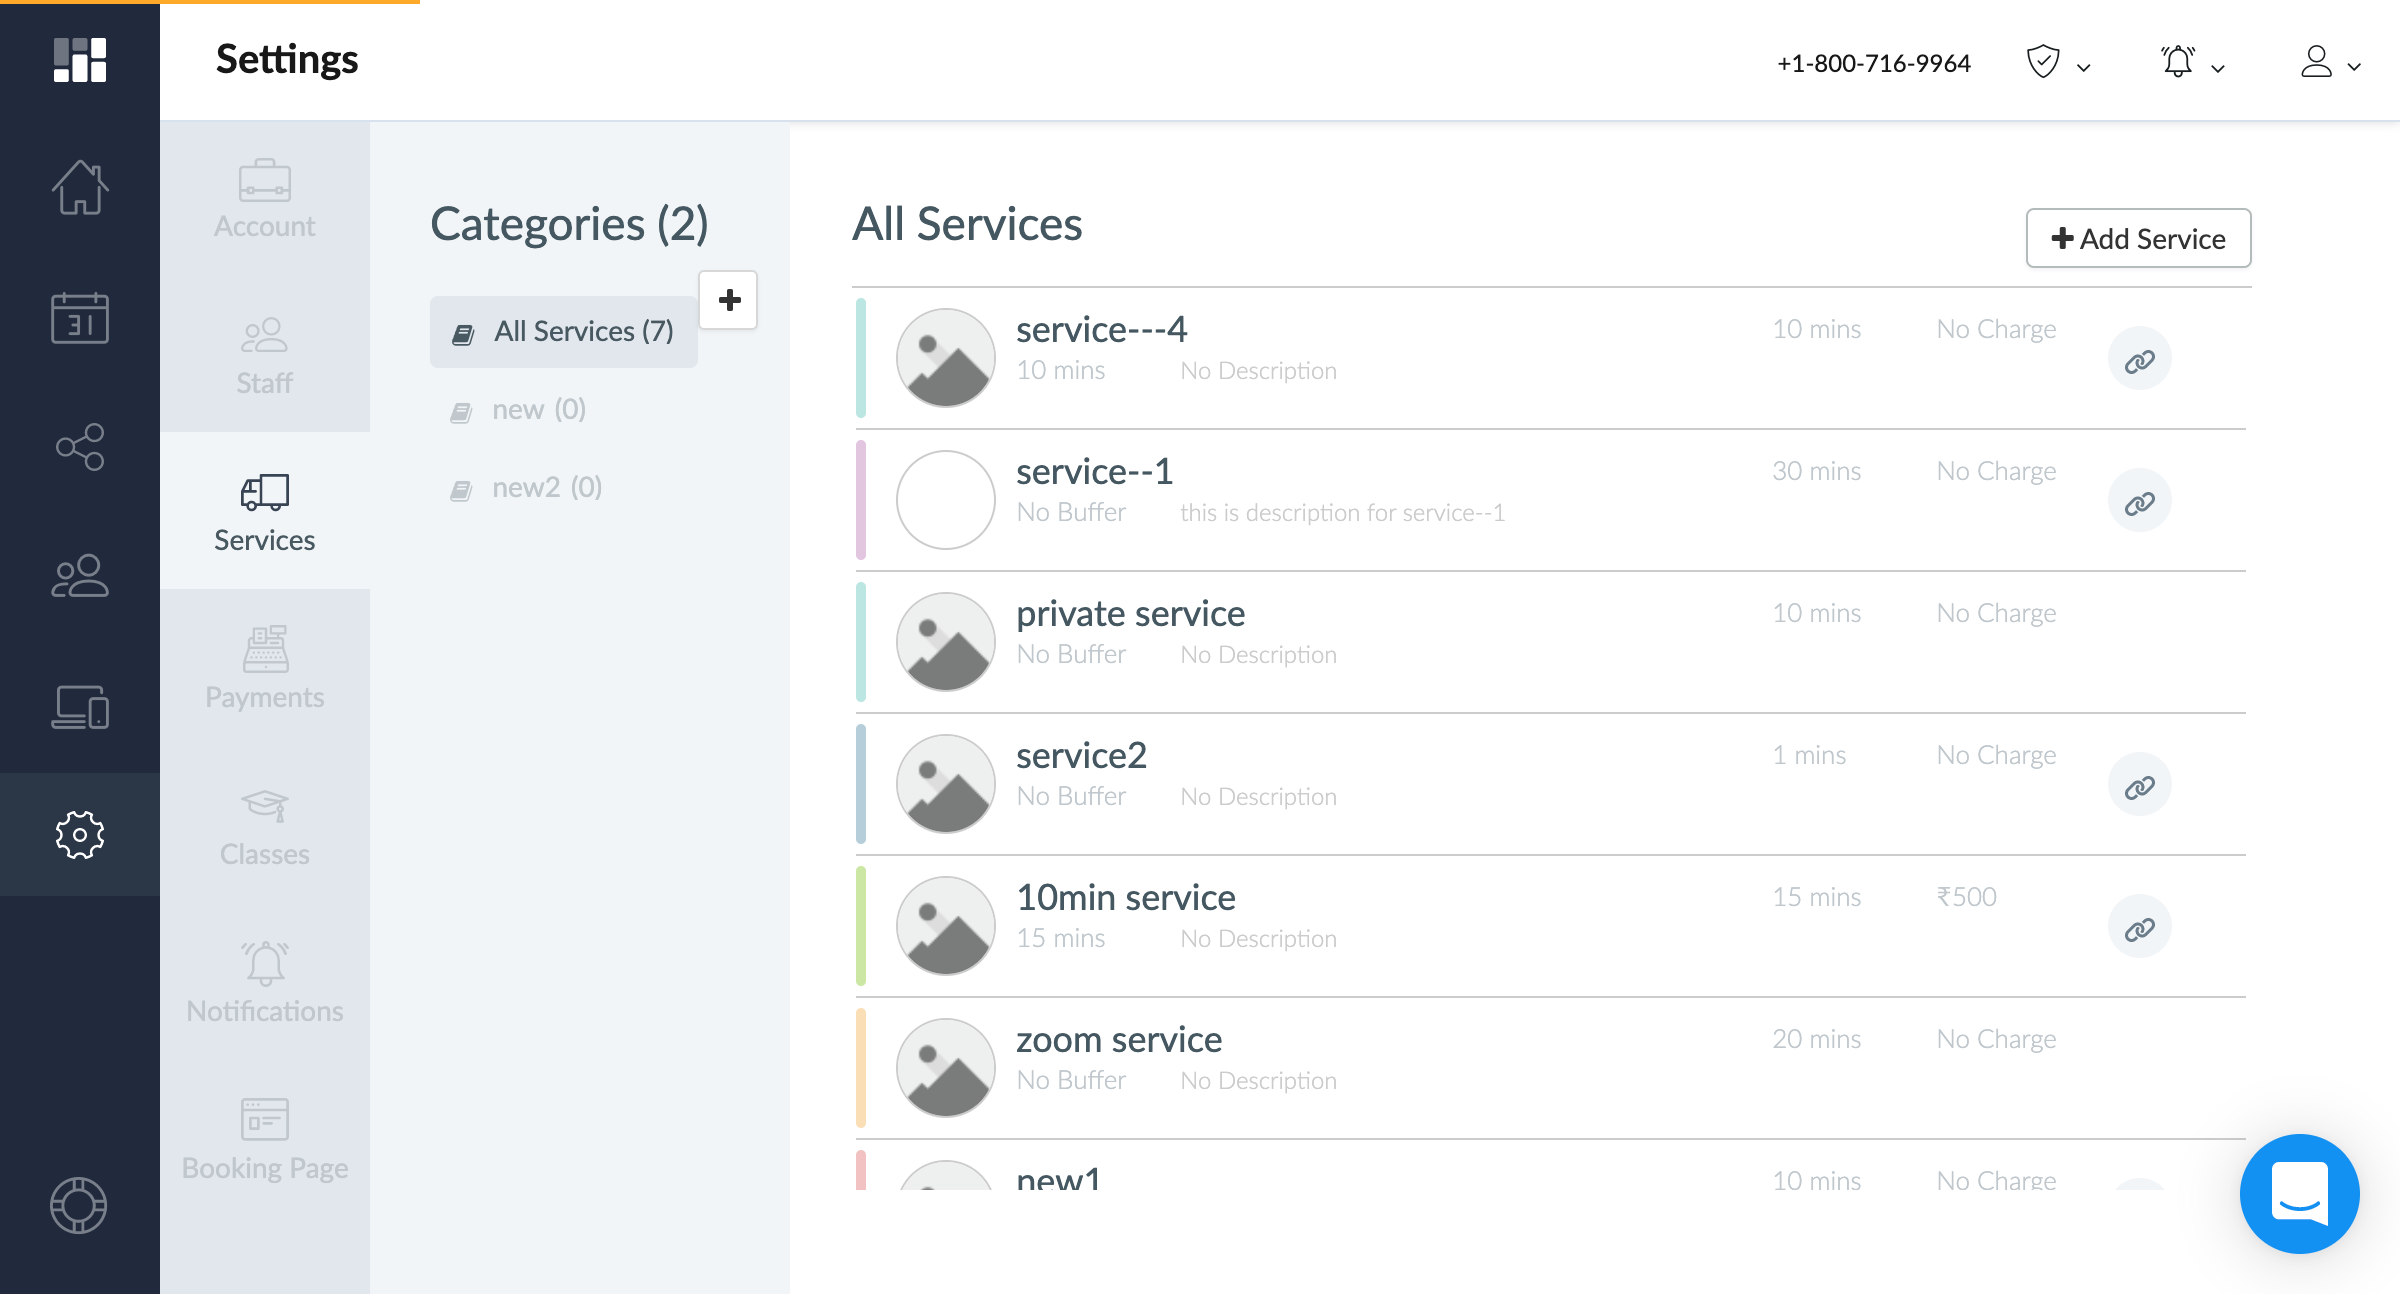 Settings
+1-800-716-9964
31
Account
Staff
Services
Payments
Classes
Notifications
Booking Page
Categories (2)
All Services (7)
new (0)
new2 (0)
All Services
Add Service
service---4
10 mins No Description
10 mins No Charge
service--1
No Buffer this is description for service--1
30 mins No Charge
private service
No Buffer No Description
10 mins No Charge
service2
No Buffer No Description
1 mins No Charge
10min service
15 mins No Description
15 mins ₹500
zoom service
No Buffer No Description
20 mins No Charge
new1
10 mins No Charge